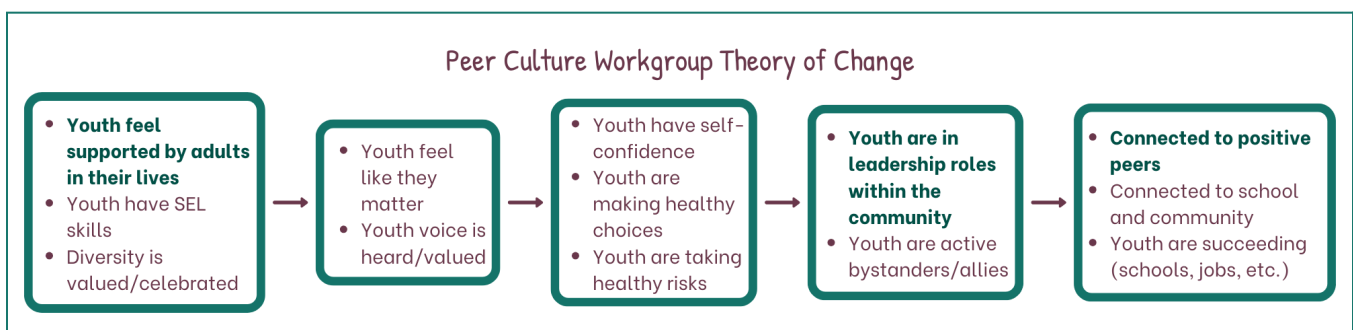 Peer Culture Workgroup Theory of Change
• Youth feel
supported by adults
in their lives
• Youth have SEL
skills
• Diversity is
valued/celebrated
• Youth feel
like they
matter
• Youth voice is
heard/valued
• Youth have self-
confidence
• Youth are
making healthy
choices
• Youth are taking
healthy risks
• Youth are in
leadership roles
within the
community
• Youth are active
bystanders/allies
• Connected to positive
peers
• Connected to school
and community
• Youth are succeeding
(schools, jobs, etc.)